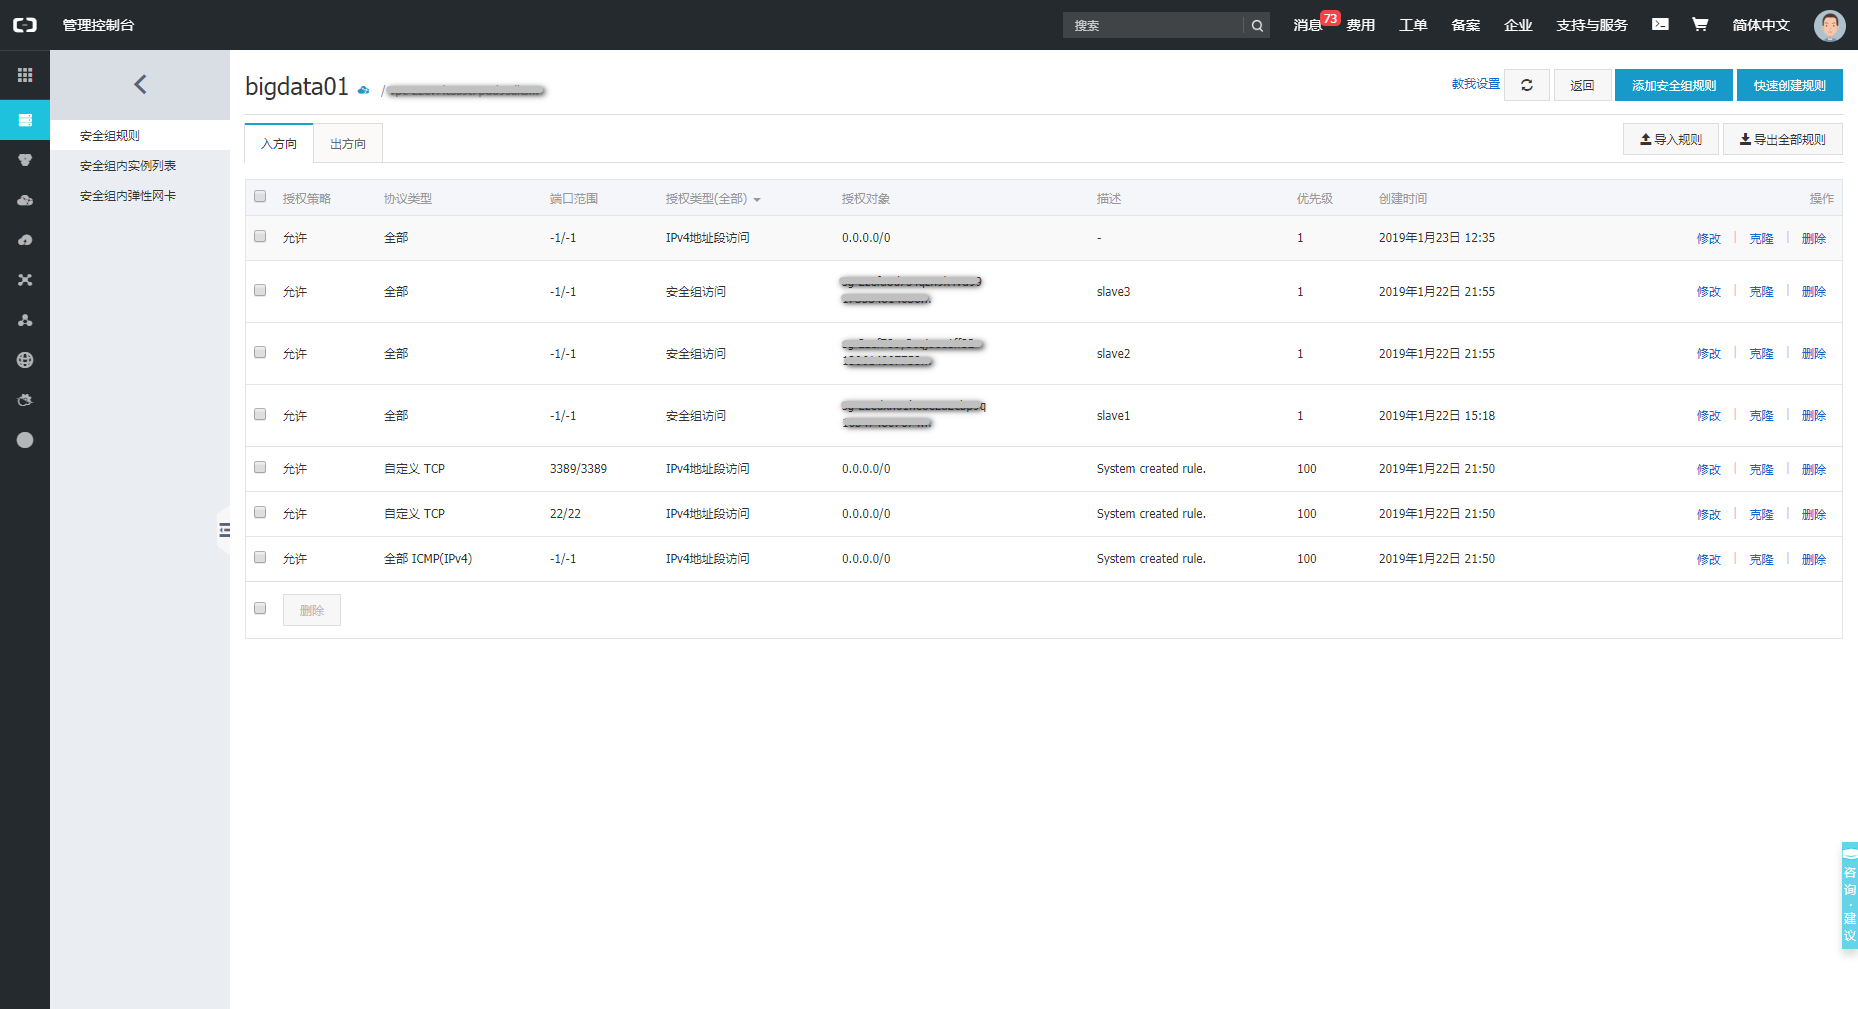 管理控制台
搜索
消息 73 费用 工单 备案 企业 支持与服务 简体中文
安全组规则
安全组内实例列表
安全组内弹性网卡
bigdata01 /
教我设置 返回 添加安全组规则 快速创建规则
入方向 出方向
导入规则 导出全部规则
授权策略 协议类型 端口范围 授权类型(全部) 授权对象 描述 优先级 创建时间 操作
允许 全部 -1/-1 IPv4地址段访问 0.0.0.0/0 - 1 2019年1月23日 12:35 修改 | 克隆 | 删除
允许 全部 -1/-1 安全组访问 slave3 1 2019年1月22日 21:55 修改 | 克隆 | 删除
允许 全部 -1/-1 安全组访问 slave2 1 2019年1月22日 21:55 修改 | 克隆 | 删除
允许 全部 -1/-1 安全组访问 slave1 1 2019年1月22日 15:18 修改 | 克隆 | 删除
允许 自定义 TCP 3389/3389 IPv4地址段访问 0.0.0.0/0 System created rule. 100 2019年1月22日 21:50 修改 | 克隆 | 删除
允许 自定义 TCP 22/22 IPv4地址段访问 0.0.0.0/0 System created rule. 100 2019年1月22日 21:50 修改 | 克隆 | 删除
允许 全部 ICMP(IPv4) -1/-1 IPv4地址段访问 0.0.0.0/0 System created rule. 100 2019年1月22日 21:50 修改 | 克隆 | 删除
删除
咨询·建议